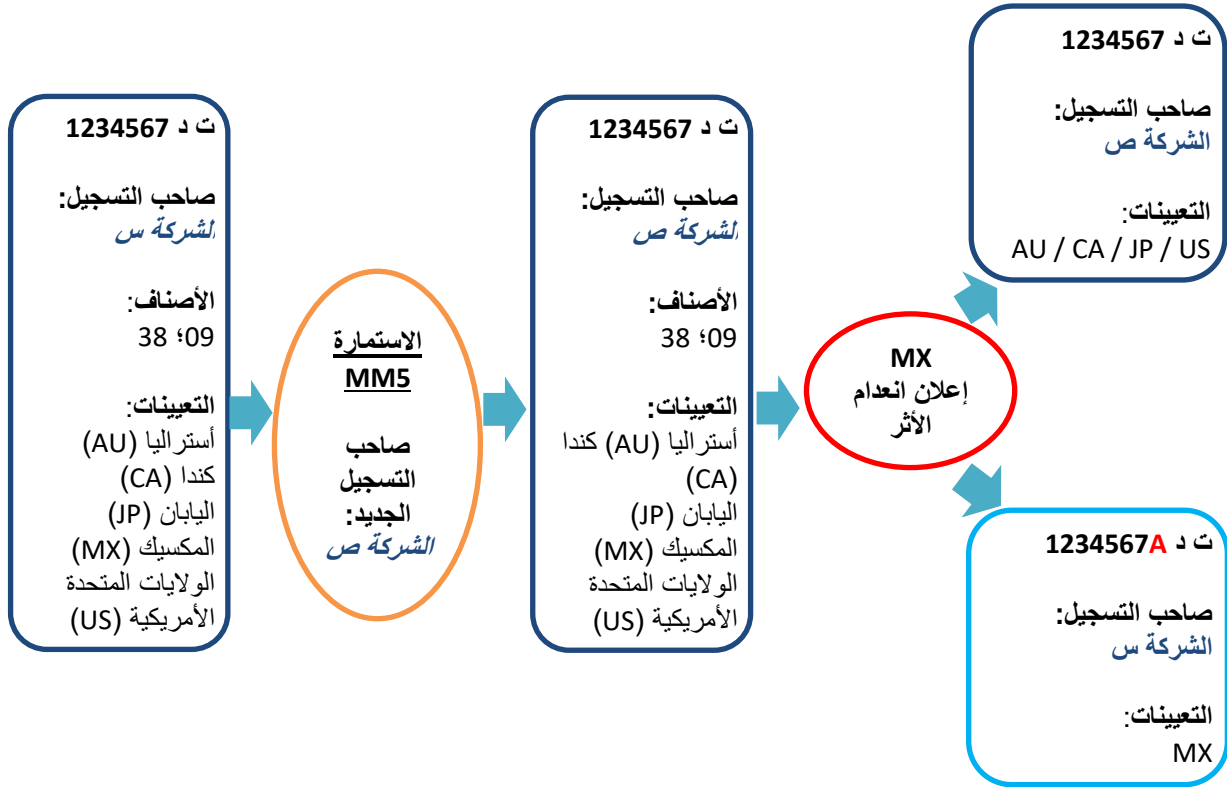 ت د 1234567
صاحب التسجيل:
الشركة س
الأصناف:
09؛ 38
التعيينات:
أستراليا (AU)
كندا (CA)
اليابان (JP)
المكسيك (MX)
الولايات المتحدة
الأمريكية (US)
الاستمارة
MM5
صاحب
التسجيل
الجديد:
الشركة ص
ت د 1234567
صاحب التسجيل:
الشركة ص
الأصناف:
09؛ 38
التعيينات:
أستراليا (AU) كندا
(CA)
اليابان (JP)
المكسيك (MX)
الولايات المتحدة
الأمريكية (US)
MX
إعلان انعدام
الأثر
ت د 1234567
صاحب التسجيل:
الشركة ص
التعيينات:
AU / CA / JP / US
ت د 1234567A
صاحب التسجيل:
الشركة س
التعيينات:
MX